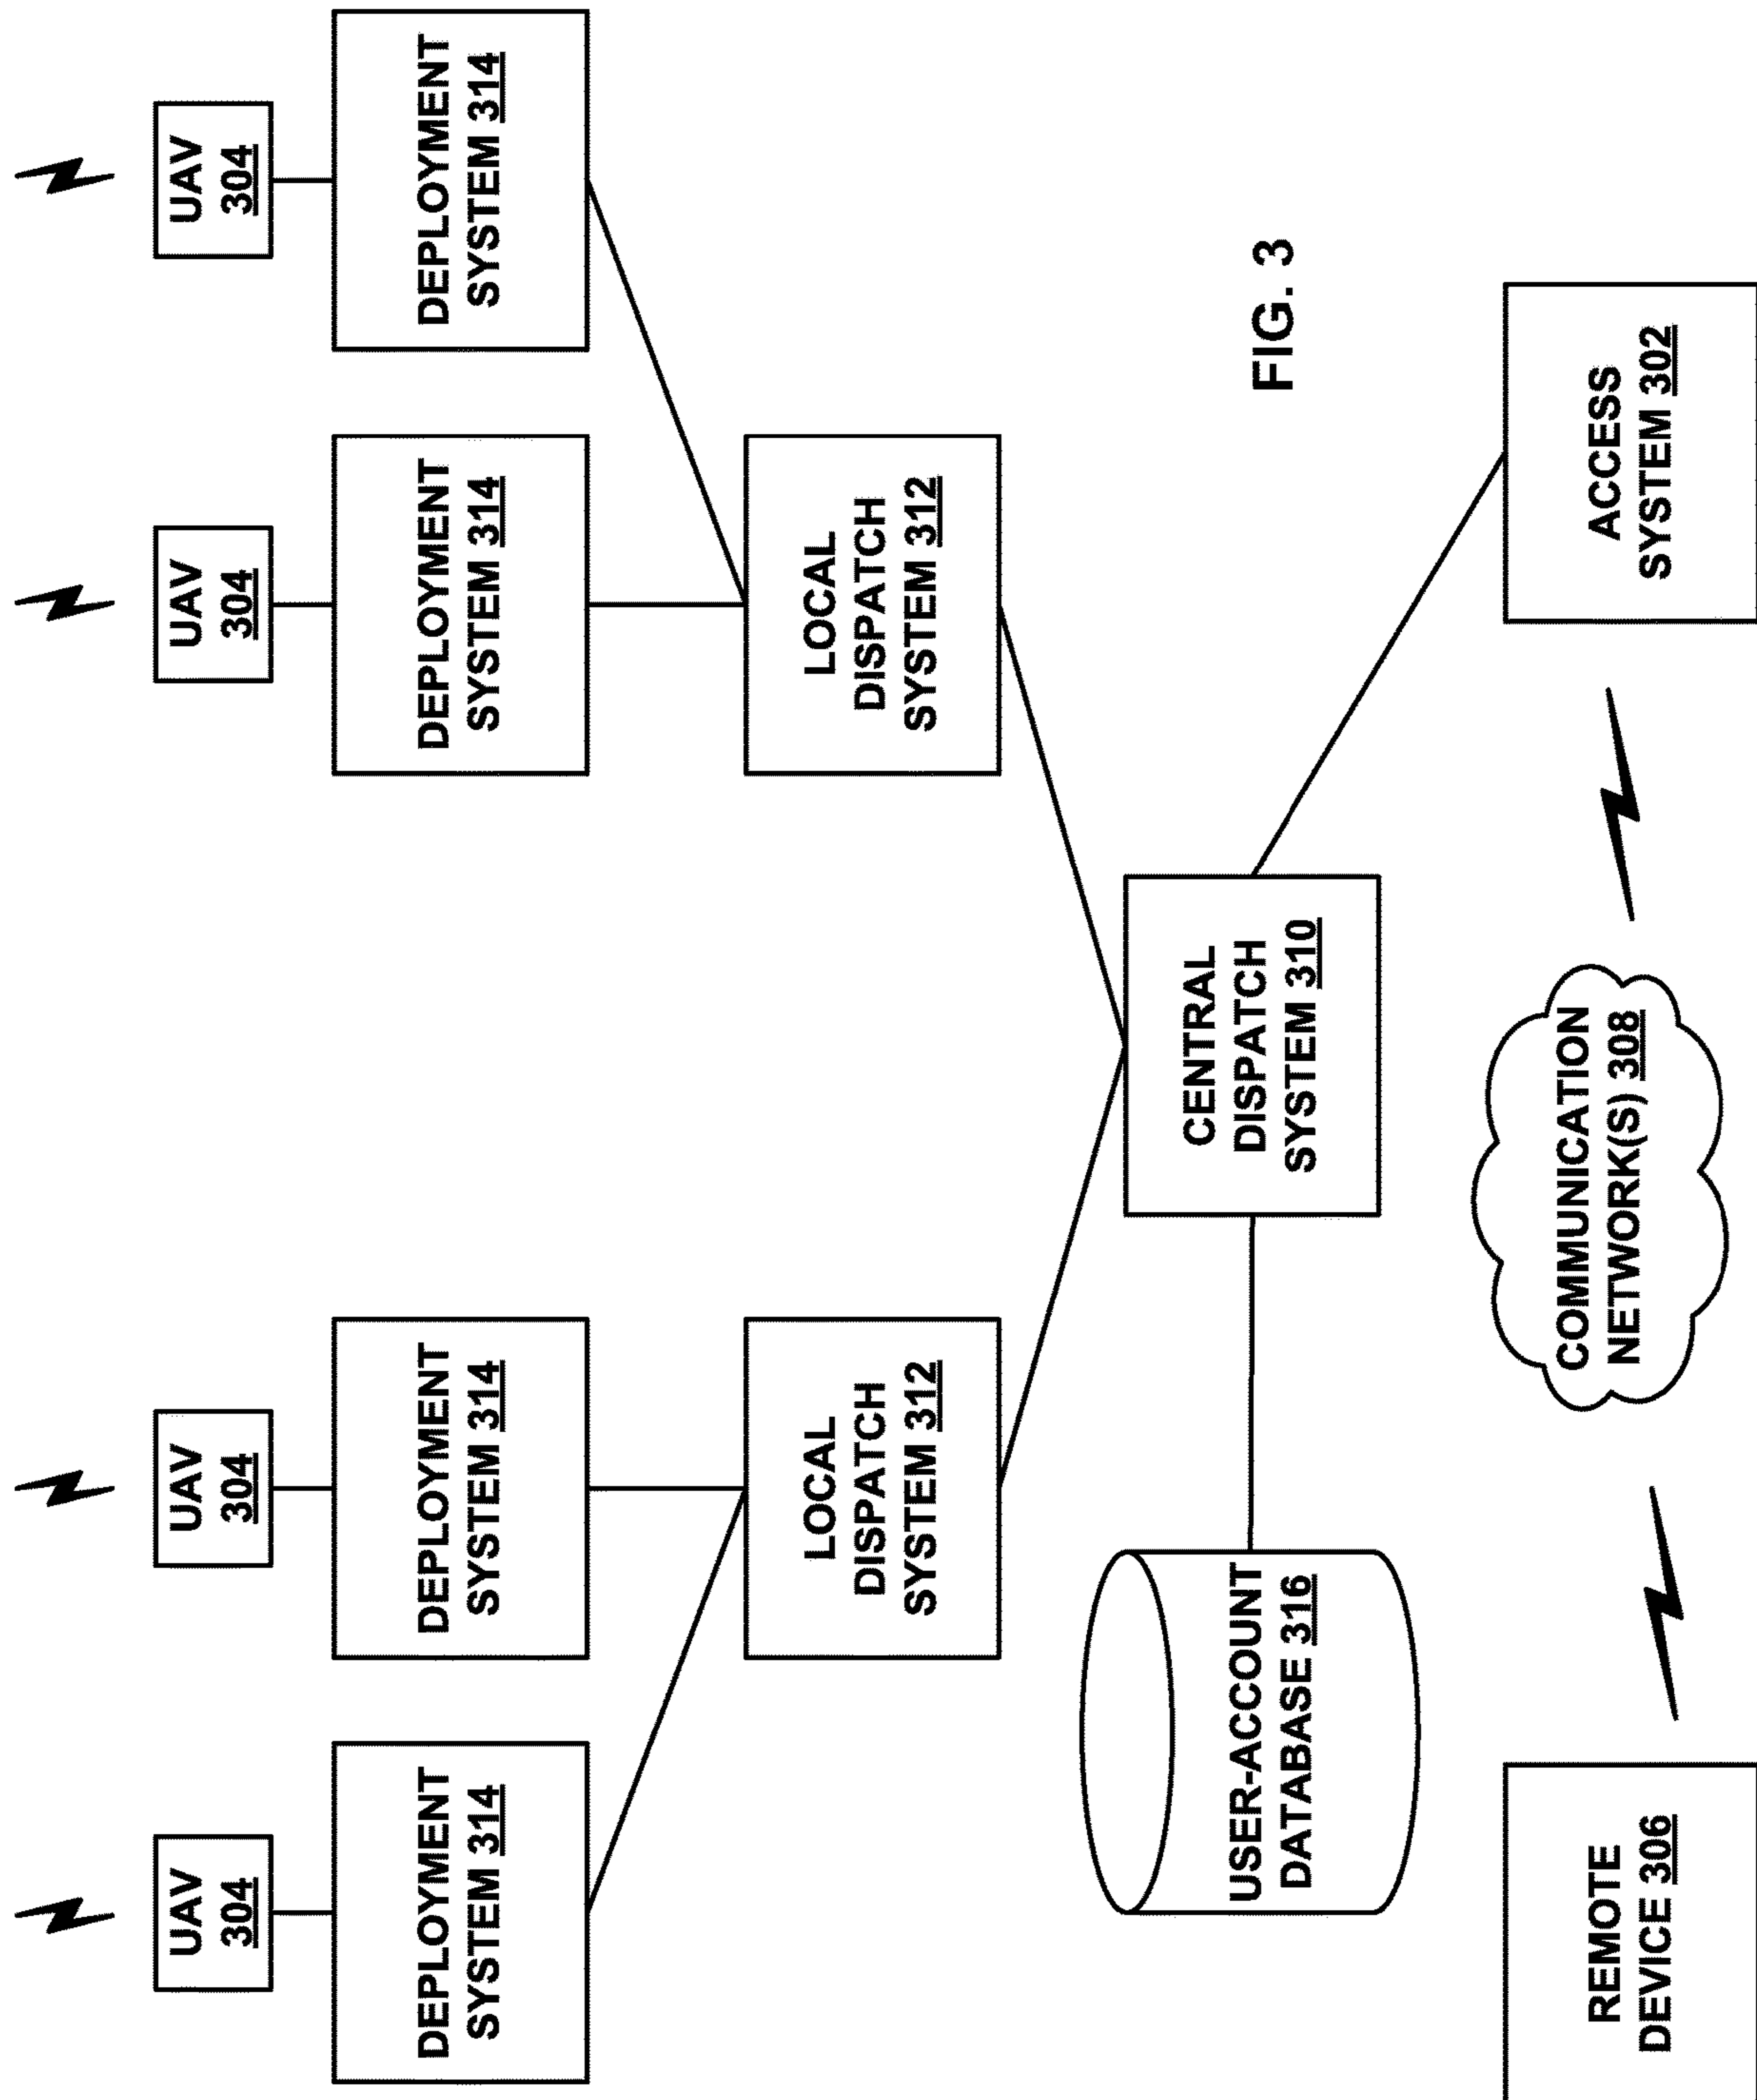 UAV
304
UAV
304
UAV
304
UAV
304
DEPLOYMENT
SYSTEM 314
DEPLOYMENT
SYSTEM 314
DEPLOYMENT
SYSTEM 314
DEPLOYMENT
SYSTEM 314
LOCAL
DISPATCH
SYSTEM 312
LOCAL
DISPATCH
SYSTEM 312
USER-ACCOUNT
DATABASE 316
CENTRAL
DISPATCH
SYSTEM 310
FIG. 3
REMOTE
DEVICE 306
COMMUNICATION
NETWORK(S) 308
ACCESS
SYSTEM 302